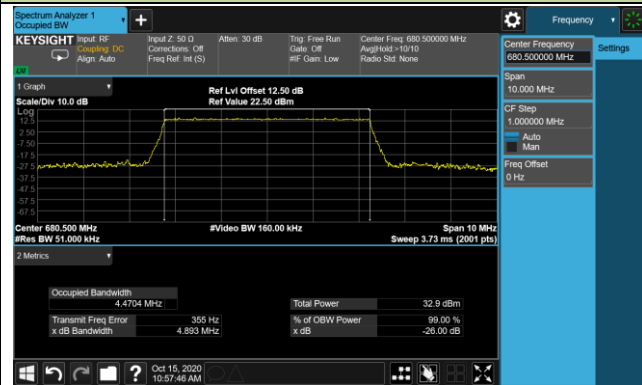 Spectrum Analyzer 1
Occupied BW
Frequency
KEYSIGHT
Input: RF
Coupling: DC
Align: Auto
Input Z: 50 Ω
Corrections: Off
Freq Ref: Int (S)
Atten: 30 dB
Trig: Free Run
Gate: Off
#IF Gain: Low
Center Freq: 680.500000 MHz
Avg|Hold:>10/10
Radio Std: None
LXI
Center Frequency
680.500000 MHz
Settings
Span
10.000 MHz
CF Step
1.000000 MHz
Auto
Man
Freq Offset
0 Hz
1 Graph
Scale/Div 10.0 dB
Ref Lvl Offset 12.50 dB
Ref Value 22.50 dBm
Log
12.5
2.50
-7.50
-17.5
-27.5
-37.5
-47.5
-57.5
-67.5
Center 680.500 MHz
#Video BW 160.00 kHz
Span 10 MHz
#Res BW 51.000 kHz
Sweep 3.73 ms (2001 pts)
2 Metrics
Occupied Bandwidth
4.4704 MHz
Total Power 32.9 dBm
Transmit Freq Error 355 Hz
% of OBW Power 99.00 %
x dB Bandwidth 4.893 MHz
x dB -26.00 dB
?
Oct 15, 2020
10:57:46 AM